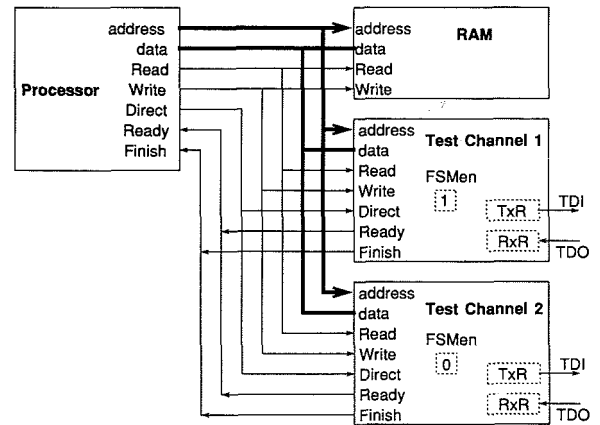 Processor
address
data
Read
Write
Direct
Ready
Finish
RAM
address
data
Read
Write
Test Channel 1
address
data
Read
Write
Direct
Ready
Finish
FSMen
1
TxR
RxR
TDI
TDO
Test Channel 2
address
data
Read
Write
Direct
Ready
Finish
FSMen
0
TxR
RxR
TDI
TDO